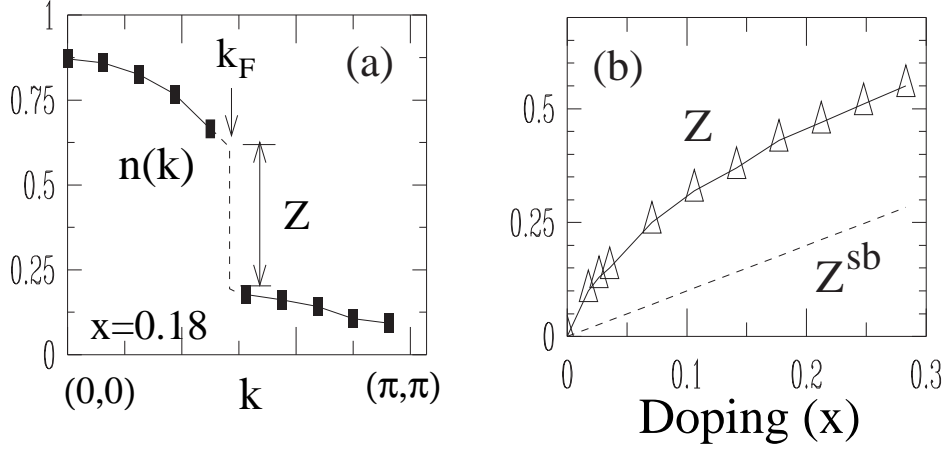 1
0.75
0.5
0.25
0
(a)
k_F
n(k)
Z
x=0.18
(0,0)
k
(π,π)
(b)
0.5
0.25
0
Z
Z^sb
0
0.1
0.2
0.3
Doping (x)